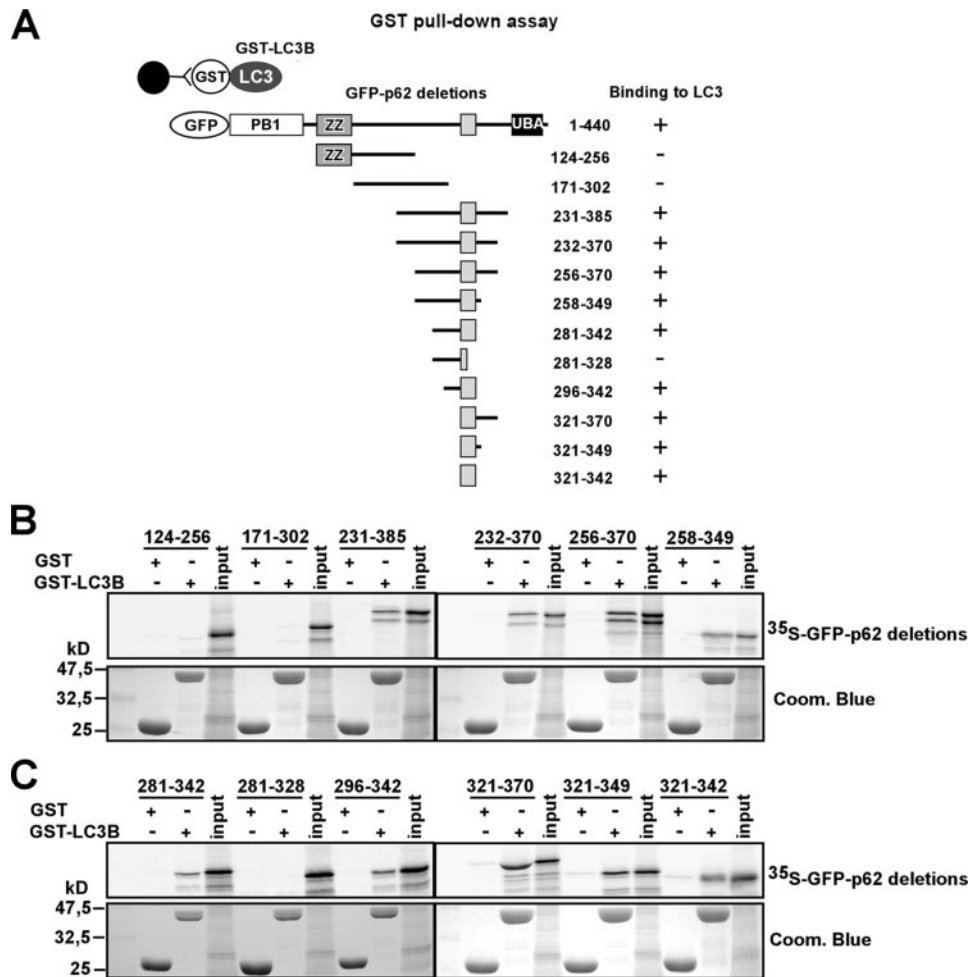 A
GST pull-down assay
GST-LC3B
GST LC3
GFP-p62 deletions Binding to LC3
GFP PB1 ZZ UBA 1-440 +
ZZ 124-256 -
171-302 -
231-385 +
232-370 +
256-370 +
258-349 +
281-342 +
281-328 -
296-342 +
321-370 +
321-349 +
321-342 +
B
124-256 171-302 231-385 232-370 256-370 258-349
GST + - input + - input + - input + - input + - input + - input
GST-LC3B - + - + - + - + - + - +
35S-GFP-p62 deletions
kD
47,5
32,5
25
Coom. Blue
C
281-342 281-328 296-342 321-370 321-349 321-342
GST + - input + - input + - input + - input + - input + - input
GST-LC3B - + - + - + - + - + - +
35S-GFP-p62 deletions
kD
47,5
32,5
25
Coom. Blue